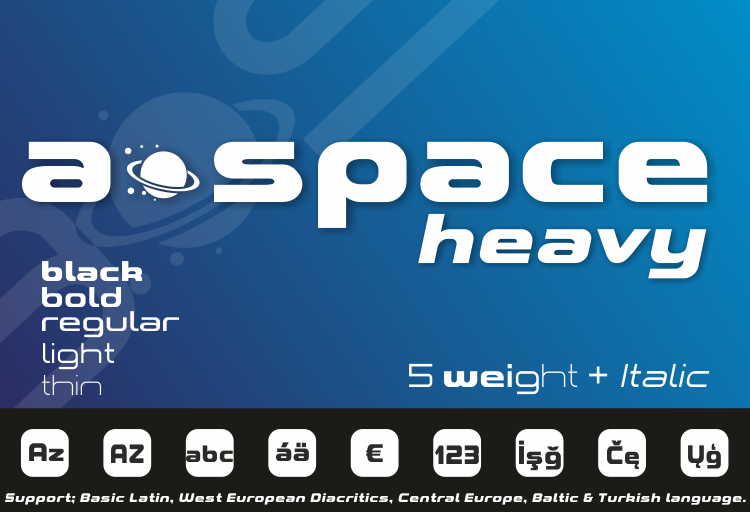 a space
heavy
black
bold
regular
light
thin
5 weight + Italic
Az AZ abc áä € 123 İşğ Čę Ųģ
Support; Basic Latin, West European Diacritics, Central Europe, Baltic & Turkish language.